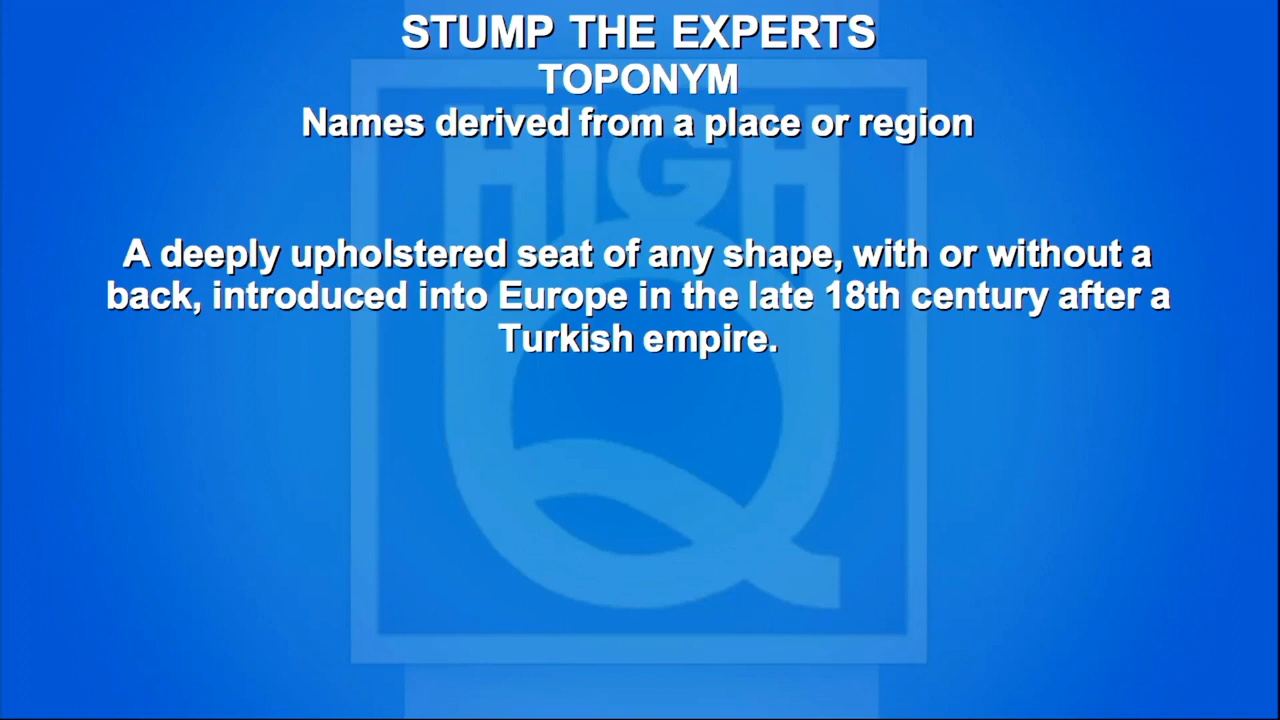 STUMP THE EXPERTS
TOPONYM
Names derived from a place or region
HIGH
Q
A deeply upholstered seat of any shape, with or without a
back, introduced into Europe in the late 18th century after a
Turkish empire.